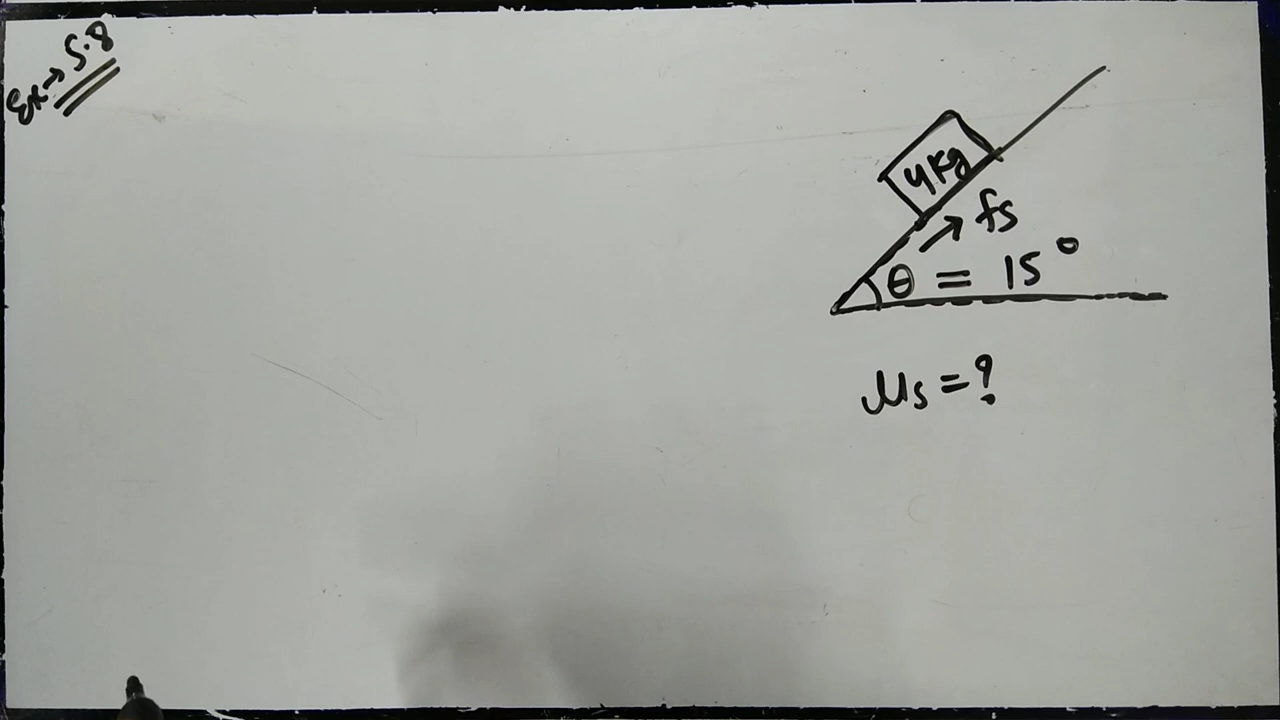 Ex → 5.8
4kg
fs
θ = 15°
μs = ?